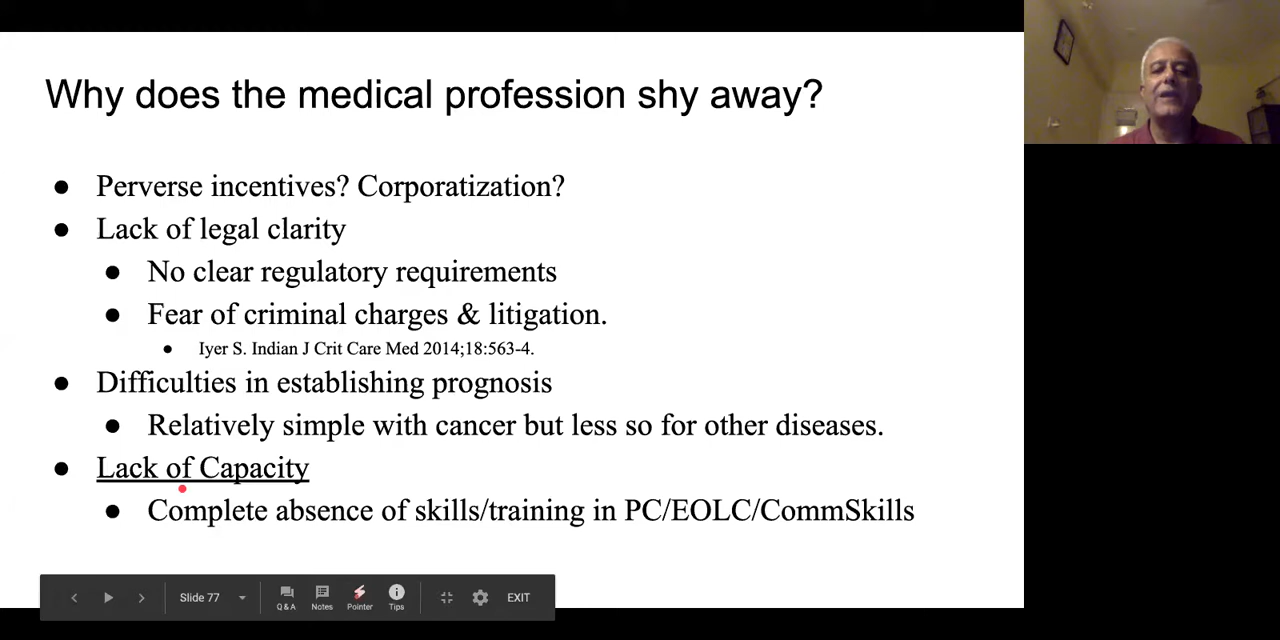 Why does the medical profession shy away?
● Perverse incentives? Corporatization?
● Lack of legal clarity
● No clear regulatory requirements
● Fear of criminal charges & litigation.
● Iyer S. Indian J Crit Care Med 2014;18:563-4.
● Difficulties in establishing prognosis
● Relatively simple with cancer but less so for other diseases.
● Lack of Capacity
● Complete absence of skills/training in PC/EOLC/CommSkills
Slide 77
Q&A
Notes
Pointer
Tips
EXIT